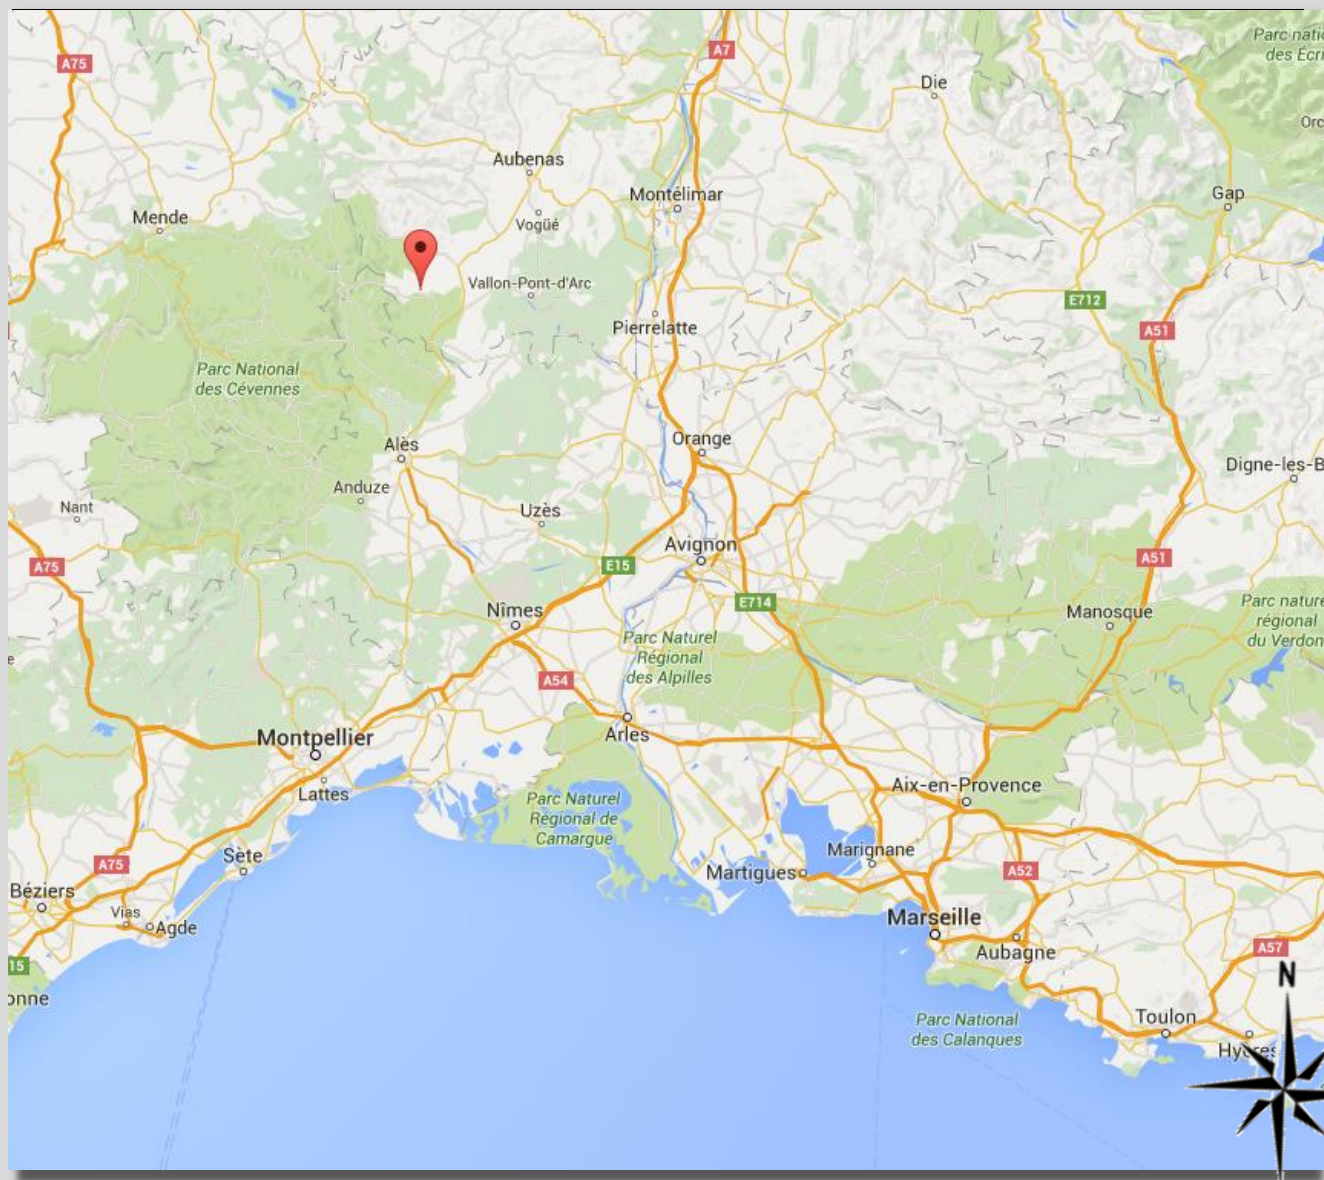 A75
A7
Parc natio
des Écri
Die
Orc
Aubenas
Montélimar
Gap
Mende
Vogüé
Vallon-Pont-d'Arc
E712
Pierrelatte
A51
Parc National
des Cévennes
Orange
Alès
Digne-les-B
Anduze
Nant
Uzès
Avignon
A75
E15
A51
E714
Nîmes
Manosque
Parc nature
régional
du Verdon
Parc Naturel
Régional
des Alpilles
e
A54
Montpellier
Arles
Aix-en-Provence
Lattes
Parc Naturel
Régional de
Camargue
Sète
Marignane
A75
Martigues
A52
Béziers
Vias
Agde
Marseille
Aubagne
A57
15
N
onne
Toulon
Parc National
des Calanques
Hyères